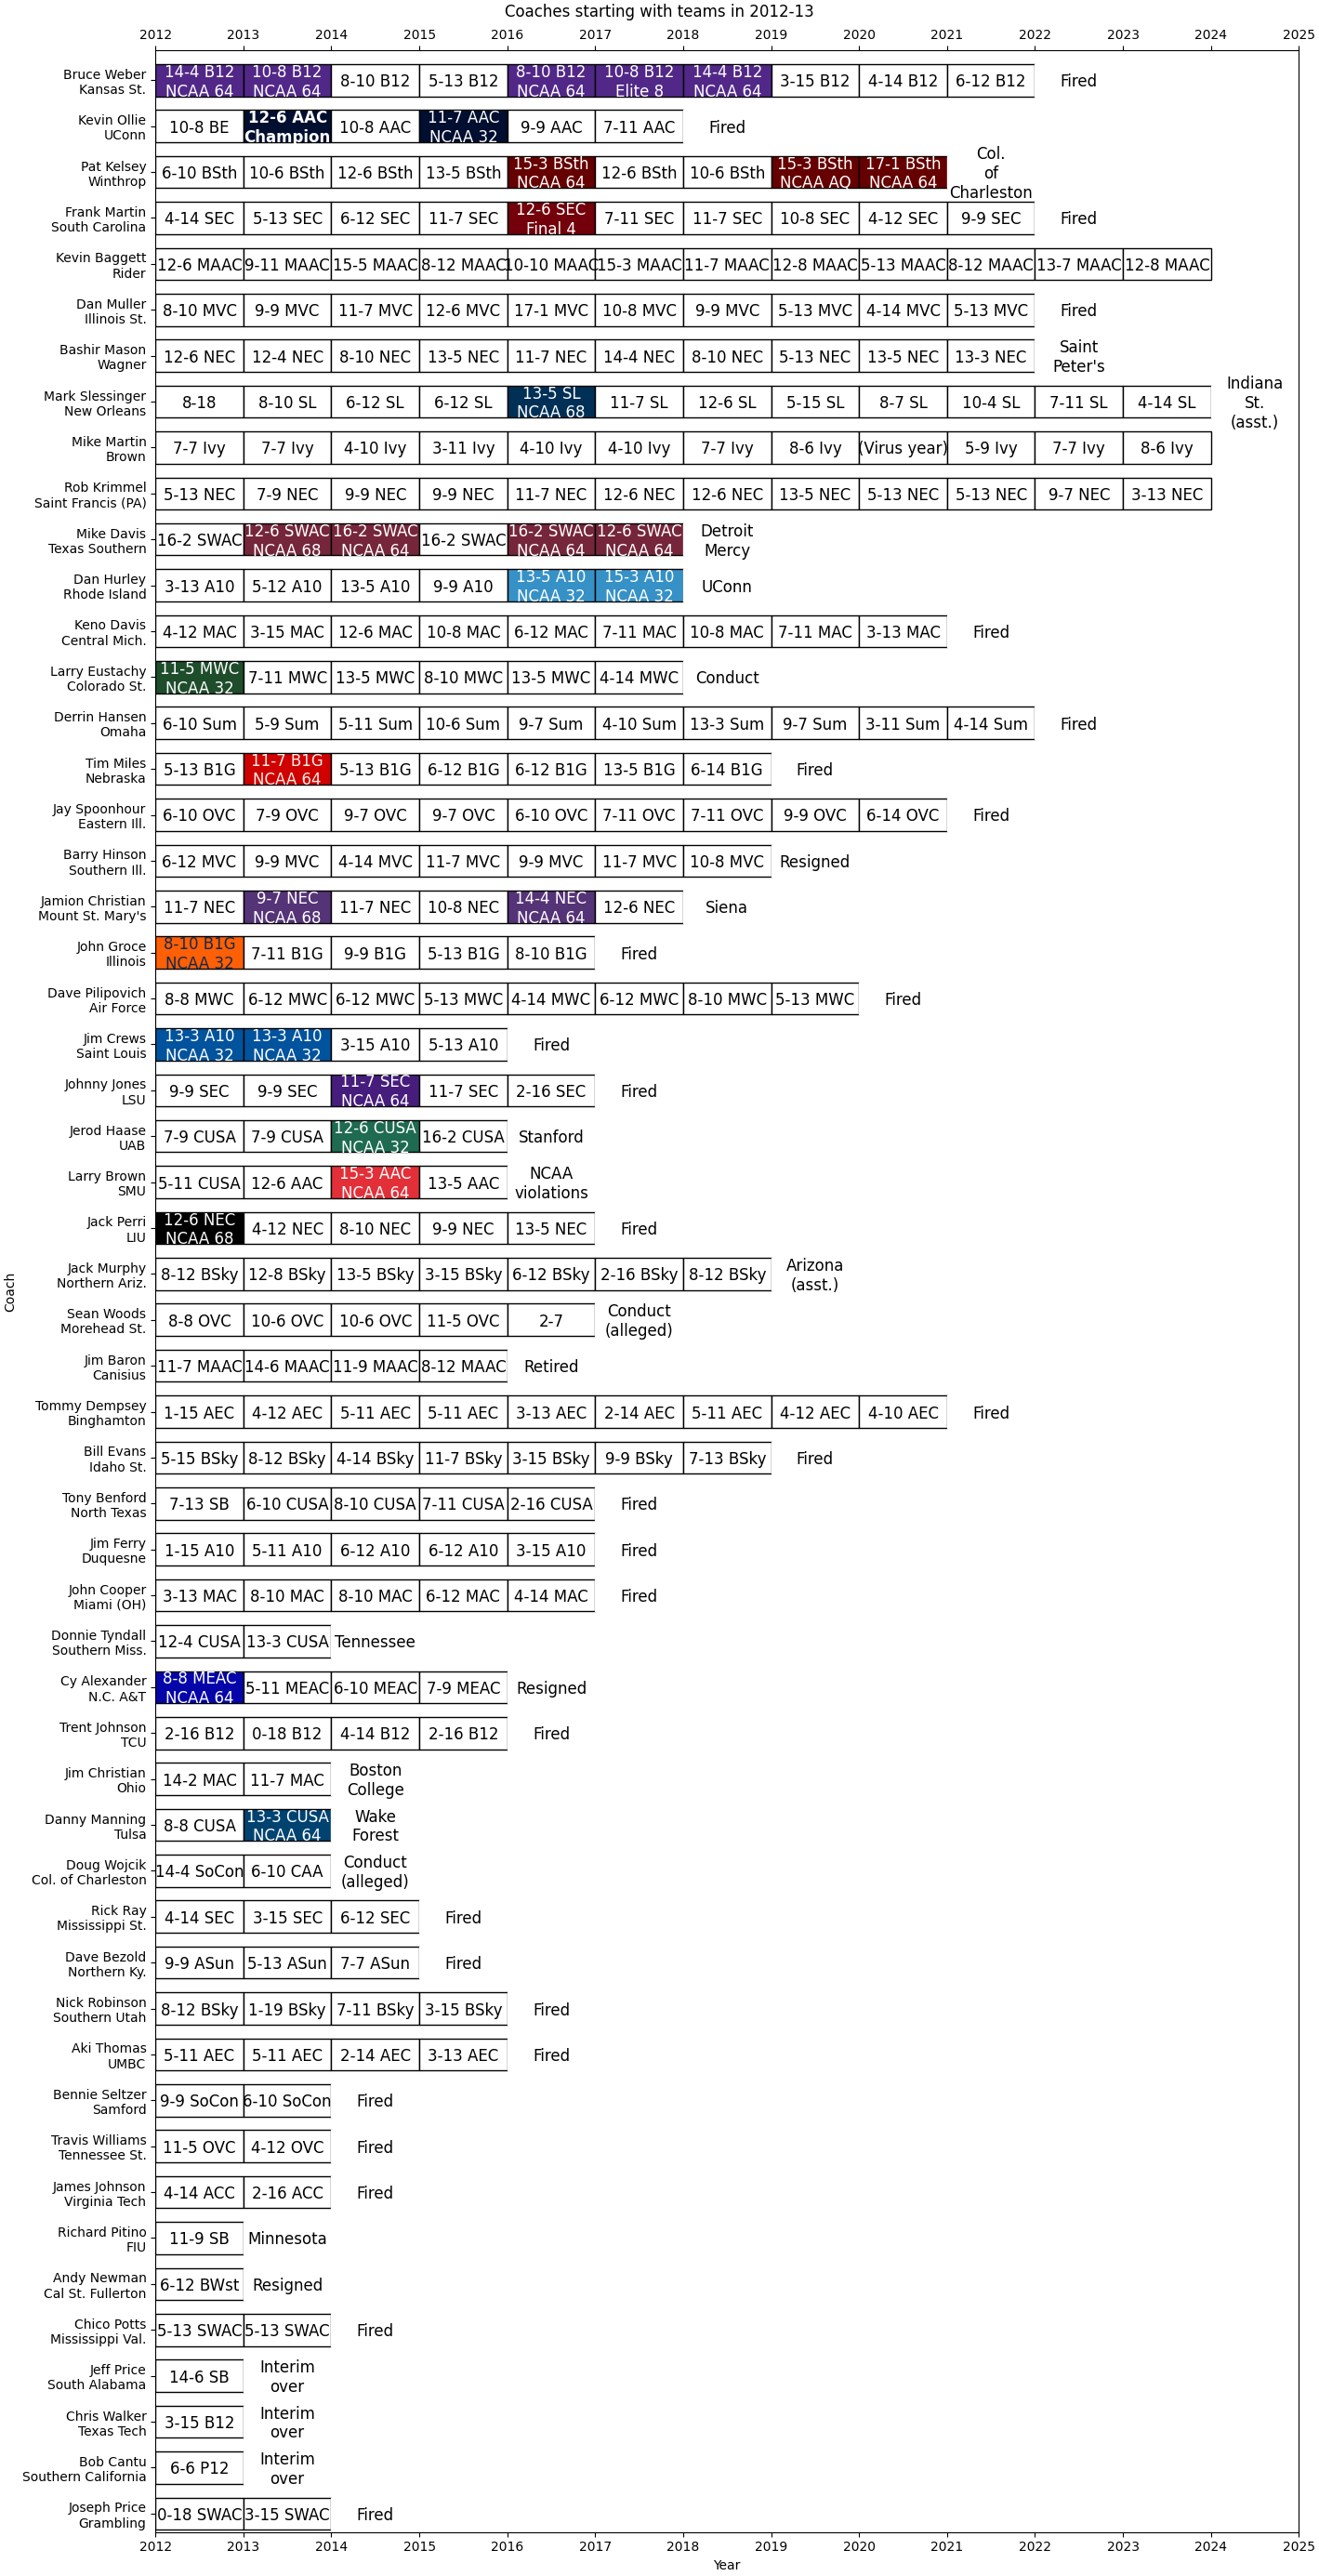 Coaches starting with teams in 2012-13
2012 2013 2014 2015 2016 2017 2018 2019 2020 2021 2022 2023 2024 2025
Bruce Weber
Kansas St.
14-4 B12
NCAA 64
10-8 B12
NCAA 64
8-10 B12
5-13 B12
8-10 B12
NCAA 64
10-8 B12
Elite 8
14-4 B12
NCAA 64
3-15 B12
4-14 B12
6-12 B12
Fired
Kevin Ollie
UConn
10-8 BE
12-6 AAC
Champion
10-8 AAC
11-7 AAC
NCAA 32
9-9 AAC
7-11 AAC
Fired
Pat Kelsey
Winthrop
6-10 BSth
10-6 BSth
12-6 BSth
13-5 BSth
15-3 BSth
NCAA 64
12-6 BSth
10-6 BSth
15-3 BSth
NCAA AQ
17-1 BSth
NCAA 64
Col.
of
Charleston
Frank Martin
South Carolina
4-14 SEC
5-13 SEC
6-12 SEC
11-7 SEC
12-6 SEC
Final 4
7-11 SEC
11-7 SEC
10-8 SEC
4-12 SEC
9-9 SEC
Fired
Kevin Baggett
Rider
12-6 MAAC
9-11 MAAC
15-5 MAAC
8-12 MAAC
10-10 MAAC
15-3 MAAC
11-7 MAAC
12-8 MAAC
5-13 MAAC
8-12 MAAC
13-7 MAAC
12-8 MAAC
Dan Muller
Illinois St.
8-10 MVC
9-9 MVC
11-7 MVC
12-6 MVC
17-1 MVC
10-8 MVC
9-9 MVC
5-13 MVC
4-14 MVC
5-13 MVC
Fired
Bashir Mason
Wagner
12-6 NEC
12-4 NEC
8-10 NEC
13-5 NEC
11-7 NEC
14-4 NEC
8-10 NEC
5-13 NEC
13-5 NEC
13-3 NEC
Saint
Peter's
Mark Slessinger
New Orleans
8-18
8-10 SL
6-12 SL
6-12 SL
13-5 SL
NCAA 68
11-7 SL
12-6 SL
5-15 SL
8-7 SL
10-4 SL
7-11 SL
4-14 SL
Indiana
St.
(asst.)
Mike Martin
Brown
7-7 Ivy
7-7 Ivy
4-10 Ivy
3-11 Ivy
4-10 Ivy
4-10 Ivy
7-7 Ivy
8-6 Ivy
(Virus year)
5-9 Ivy
7-7 Ivy
8-6 Ivy
Rob Krimmel
Saint Francis (PA)
5-13 NEC
7-9 NEC
9-9 NEC
9-9 NEC
11-7 NEC
12-6 NEC
12-6 NEC
13-5 NEC
5-13 NEC
5-13 NEC
9-7 NEC
3-13 NEC
Mike Davis
Texas Southern
16-2 SWAC
12-6 SWAC
NCAA 68
16-2 SWAC
NCAA 64
16-2 SWAC
16-2 SWAC
NCAA 64
12-6 SWAC
NCAA 64
Detroit
Mercy
Dan Hurley
Rhode Island
3-13 A10
5-12 A10
13-5 A10
9-9 A10
13-5 A10
NCAA 32
15-3 A10
NCAA 32
UConn
Keno Davis
Central Mich.
4-12 MAC
3-15 MAC
12-6 MAC
10-8 MAC
6-12 MAC
7-11 MAC
10-8 MAC
7-11 MAC
3-13 MAC
Fired
Larry Eustachy
Colorado St.
11-5 MWC
NCAA 32
7-11 MWC
13-5 MWC
8-10 MWC
13-5 MWC
4-14 MWC
Conduct
Derrin Hansen
Omaha
6-10 Sum
5-9 Sum
5-11 Sum
10-6 Sum
9-7 Sum
4-10 Sum
13-3 Sum
9-7 Sum
3-11 Sum
4-14 Sum
Fired
Tim Miles
Nebraska
5-13 B1G
11-7 B1G
NCAA 64
5-13 B1G
6-12 B1G
6-12 B1G
13-5 B1G
6-14 B1G
Fired
Jay Spoonhour
Eastern Ill.
6-10 OVC
7-9 OVC
9-7 OVC
9-7 OVC
6-10 OVC
7-11 OVC
7-11 OVC
9-9 OVC
6-14 OVC
Fired
Barry Hinson
Southern Ill.
6-12 MVC
9-9 MVC
4-14 MVC
11-7 MVC
9-9 MVC
11-7 MVC
10-8 MVC
Resigned
Jamion Christian
Mount St. Mary's
11-7 NEC
9-7 NEC
NCAA 68
11-7 NEC
10-8 NEC
14-4 NEC
NCAA 64
12-6 NEC
Siena
John Groce
Illinois
8-10 B1G
NCAA 32
7-11 B1G
9-9 B1G
5-13 B1G
8-10 B1G
Fired
Dave Pilipovich
Air Force
8-8 MWC
6-12 MWC
6-12 MWC
5-13 MWC
4-14 MWC
6-12 MWC
8-10 MWC
5-13 MWC
Fired
Jim Crews
Saint Louis
13-3 A10
NCAA 32
13-3 A10
NCAA 32
3-15 A10
5-13 A10
Fired
Johnny Jones
LSU
9-9 SEC
9-9 SEC
11-7 SEC
NCAA 64
11-7 SEC
2-16 SEC
Fired
Jerod Haase
UAB
7-9 CUSA
7-9 CUSA
12-6 CUSA
NCAA 32
16-2 CUSA
Stanford
Larry Brown
SMU
5-11 CUSA
12-6 AAC
15-3 AAC
NCAA 64
13-5 AAC
NCAA
violations
Jack Perri
LIU
12-6 NEC
NCAA 68
4-12 NEC
8-10 NEC
9-9 NEC
13-5 NEC
Fired
Jack Murphy
Northern Ariz.
8-12 BSky
12-8 BSky
13-5 BSky
3-15 BSky
6-12 BSky
2-16 BSky
8-12 BSky
Arizona
(asst.)
Sean Woods
Morehead St.
8-8 OVC
10-6 OVC
10-6 OVC
11-5 OVC
2-7
Conduct
(alleged)
Jim Baron
Canisius
11-7 MAAC
14-6 MAAC
11-9 MAAC
8-12 MAAC
Retired
Tommy Dempsey
Binghamton
1-15 AEC
4-12 AEC
5-11 AEC
5-11 AEC
3-13 AEC
2-14 AEC
5-11 AEC
4-12 AEC
4-10 AEC
Fired
Bill Evans
Idaho St.
5-15 BSky
8-12 BSky
4-14 BSky
11-7 BSky
3-15 BSky
9-9 BSky
7-13 BSky
Fired
Tony Benford
North Texas
7-13 SB
6-10 CUSA
8-10 CUSA
7-11 CUSA
2-16 CUSA
Fired
Jim Ferry
Duquesne
1-15 A10
5-11 A10
6-12 A10
6-12 A10
3-15 A10
Fired
John Cooper
Miami (OH)
3-13 MAC
8-10 MAC
8-10 MAC
6-12 MAC
4-14 MAC
Fired
Donnie Tyndall
Southern Miss.
12-4 CUSA
13-3 CUSA
Tennessee
Cy Alexander
N.C. A&T
8-8 MEAC
NCAA 64
5-11 MEAC
6-10 MEAC
7-9 MEAC
Resigned
Trent Johnson
TCU
2-16 B12
0-18 B12
4-14 B12
2-16 B12
Fired
Jim Christian
Ohio
14-2 MAC
11-7 MAC
Boston
College
Danny Manning
Tulsa
8-8 CUSA
13-3 CUSA
NCAA 64
Wake
Forest
Doug Wojcik
Col. of Charleston
14-4 SoCon
6-10 CAA
Conduct
(alleged)
Rick Ray
Mississippi St.
4-14 SEC
3-15 SEC
6-12 SEC
Fired
Dave Bezold
Northern Ky.
9-9 ASun
5-13 ASun
7-7 ASun
Fired
Nick Robinson
Southern Utah
8-12 BSky
1-19 BSky
7-11 BSky
3-15 BSky
Fired
Aki Thomas
UMBC
5-11 AEC
5-11 AEC
2-14 AEC
3-13 AEC
Fired
Bennie Seltzer
Samford
9-9 SoCon
6-10 SoCon
Fired
Travis Williams
Tennessee St.
11-5 OVC
4-12 OVC
Fired
James Johnson
Virginia Tech
4-14 ACC
2-16 ACC
Fired
Richard Pitino
FIU
11-9 SB
Minnesota
Andy Newman
Cal St. Fullerton
6-12 BWst
Resigned
Chico Potts
Mississippi Val.
5-13 SWAC
5-13 SWAC
Fired
Jeff Price
South Alabama
14-6 SB
Interim
over
Chris Walker
Texas Tech
3-15 B12
Interim
over
Bob Cantu
Southern California
6-6 P12
Interim
over
Joseph Price
Grambling
0-18 SWAC
3-15 SWAC
Fired
2012 2013 2014 2015 2016 2017 2018 2019 2020 2021 2022 2023 2024 2025
Year
Coach